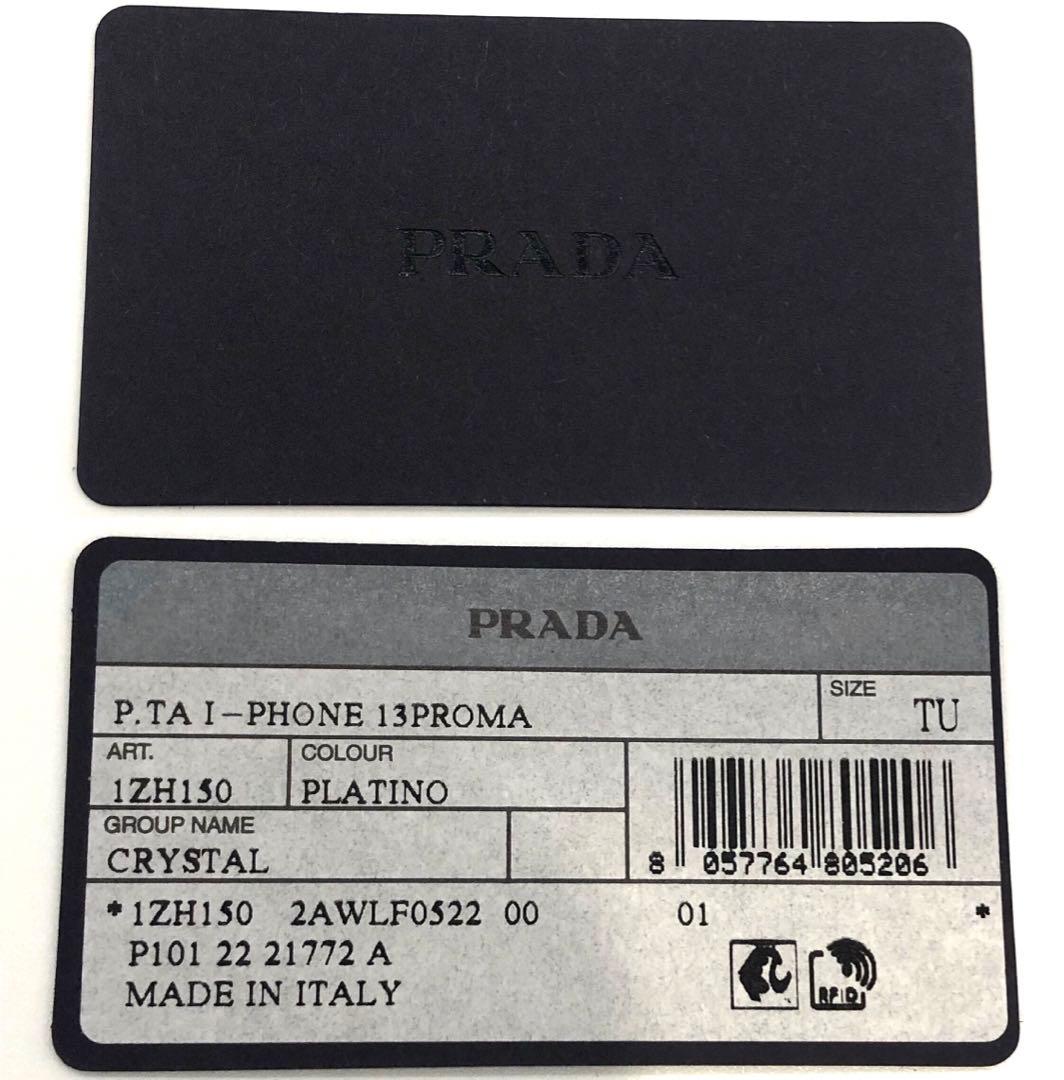 PRADA
PRADA
P.TA I-PHONE 13PROMA
SIZE
TU
ART.
1ZH150
COLOUR
PLATINO
GROUP NAME
CRYSTAL
8 057764 805206
*1ZH150 2AWLF0522 00 01 *
P101 22 21772 A
MADE IN ITALY
RFID